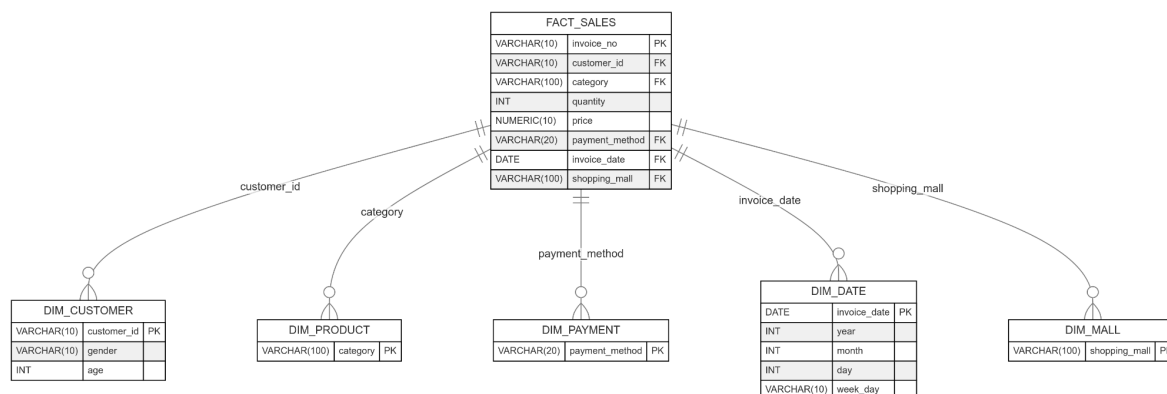 FACT_SALES
VARCHAR(10) invoice_no PK
VARCHAR(10) customer_id FK
VARCHAR(100) category FK
INT quantity
NUMERIC(10) price
VARCHAR(20) payment_method FK
DATE invoice_date FK
VARCHAR(100) shopping_mall FK
customer_id
category
payment_method
invoice_date
shopping_mall
DIM_CUSTOMER
VARCHAR(10) customer_id PK
VARCHAR(10) gender
INT age
DIM_PRODUCT
VARCHAR(100) category PK
DIM_PAYMENT
VARCHAR(20) payment_method PK
DIM_DATE
DATE invoice_date PK
INT year
INT month
INT day
VARCHAR(10) week_day
DIM_MALL
VARCHAR(100) shopping_mall